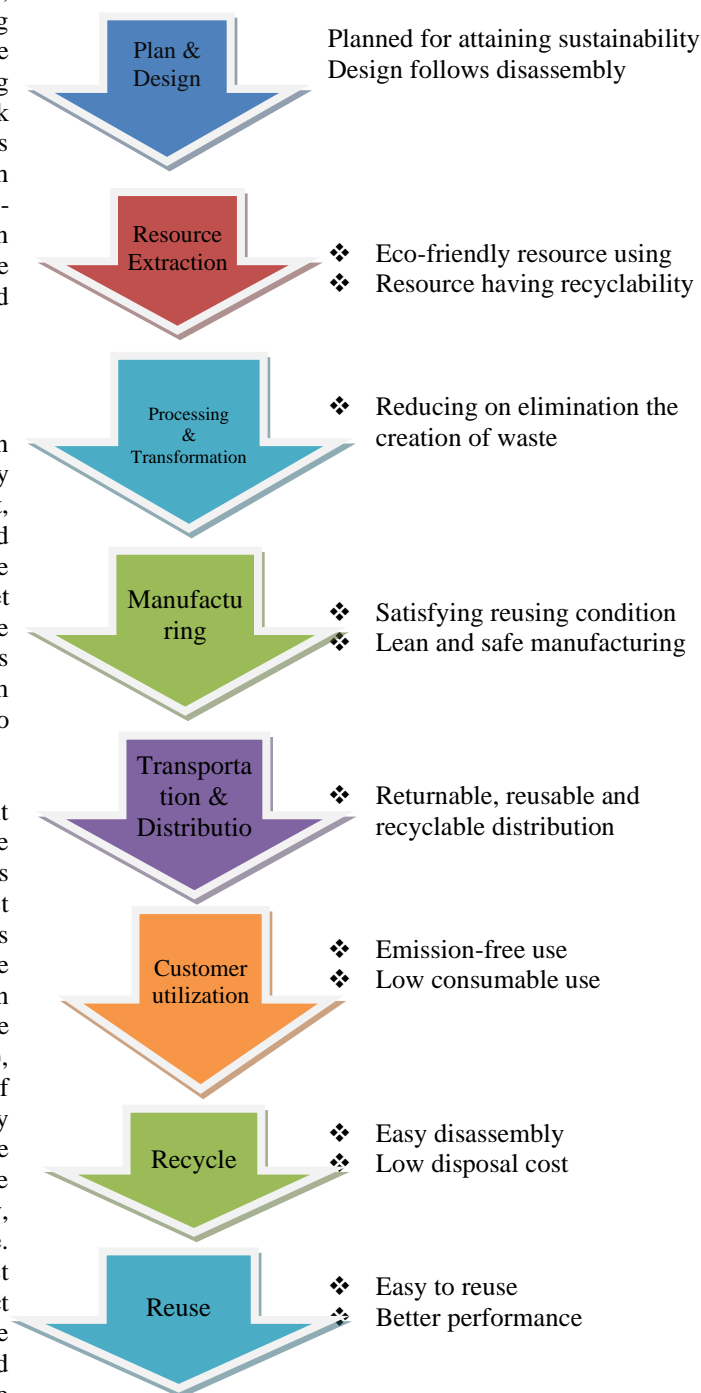 Plan &
Design
Planned for attaining sustainability
Design follows disassembly
Resource
Extraction
❖ Eco-friendly resource using
❖ Resource having recyclability
Processing
&
Transformation
❖ Reducing on elimination the
creation of waste
Manufactu
ring
❖ Satisfying reusing condition
❖ Lean and safe manufacturing
Transporta
tion &
Distributio
❖ Returnable, reusable and
recyclable distribution
Customer
utilization
❖ Emission-free use
❖ Low consumable use
Recycle
❖ Easy disassembly
❖ Low disposal cost
Reuse
❖ Easy to reuse
❖ Better performance